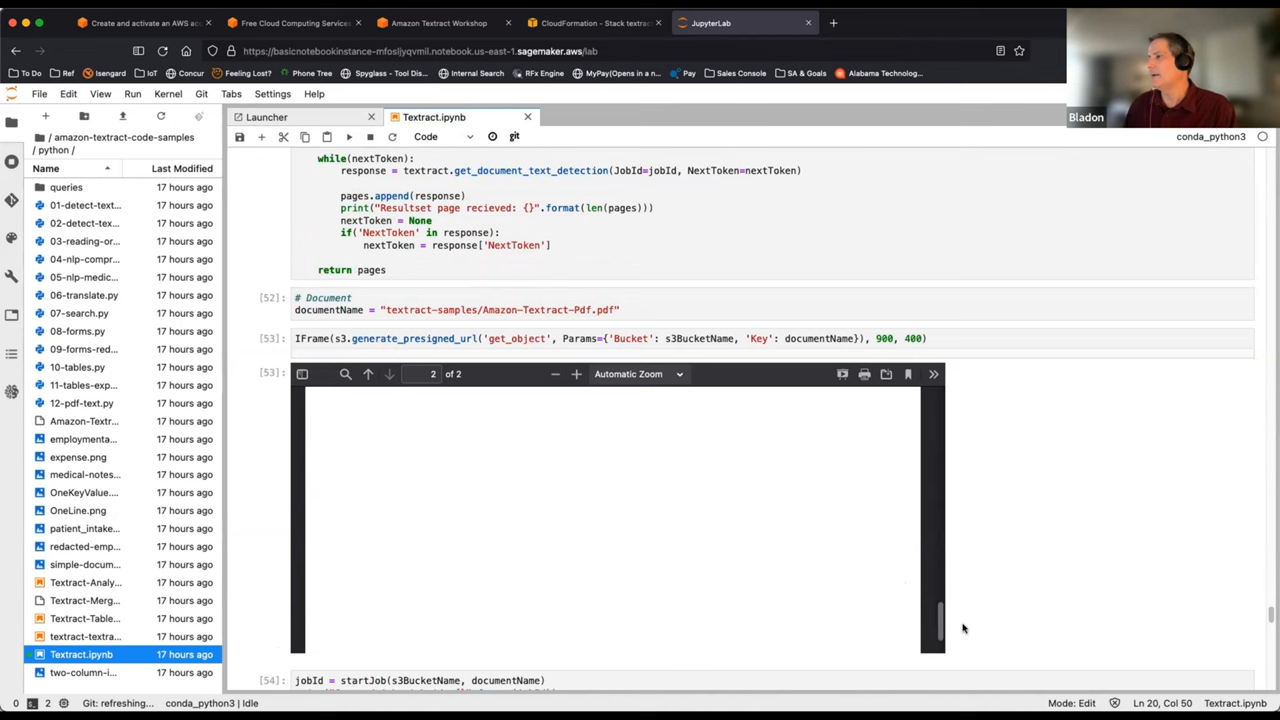 Create and activate an AWS acc
Free Cloud Computing Services
Amazon Textract Workshop
CloudFormation - Stack textrac
JupyterLab
https://basicnotebookinstance-mfosljyqvmil.notebook.us-east-1.sagemaker.aws/lab
To Do Ref Isengard IoT Concur Feeling Lost? Phone Tree Spyglass - Tool Dis... Internal Search RFx Engine MyPay(Opens in a n... Pay Sales Console SA & Goals Alabama Technolog...
Bladon
File Edit View Run Kernel Git Tabs Settings Help
Launcher
Textract.ipynb
/ amazon-textract-code-samples
/ python /
Code
git
conda_python3
Name Last Modified
queries 17 hours ago
01-detect-text... 17 hours ago
02-detect-tex... 17 hours ago
03-reading-or... 17 hours ago
04-nlp-compr... 17 hours ago
05-nlp-medic... 17 hours ago
06-translate.py 17 hours ago
07-search.py 17 hours ago
08-forms.py 17 hours ago
09-forms-red... 17 hours ago
10-tables.py 17 hours ago
11-tables-exp... 17 hours ago
12-pdf-text.py 17 hours ago
Amazon-Textr... 17 hours ago
employmenta... 17 hours ago
expense.png 17 hours ago
medical-notes... 17 hours ago
OneKeyValue.... 17 hours ago
OneLine.png 17 hours ago
patient_intake... 17 hours ago
redacted-emp... 17 hours ago
simple-docum... 17 hours ago
Textract-Analy... 17 hours ago
Textract-Merg... 17 hours ago
Textract-Table... 17 hours ago
textract-textra... 17 hours ago
Textract.ipynb 17 hours ago
two-column-i... 17 hours ago
while(nextToken):
response = textract.get_document_text_detection(JobId=jobId, NextToken=nextToken)
pages.append(response)
print("Resultset page recieved: {}".format(len(pages)))
nextToken = None
if('NextToken' in response):
nextToken = response['NextToken']
return pages
[52]: # Document
documentName = "textract-samples/Amazon-Textract-Pdf.pdf"
[53]: IFrame(s3.generate_presigned_url('get_object', Params={'Bucket': s3BucketName, 'Key': documentName}), 900, 400)
[53]:
2 of 2
Automatic Zoom
[54]: jobId = startJob(s3BucketName, documentName)
0 2 Git: refreshing... conda_python3 | Idle
Mode: Edit Ln 20, Col 50 Textract.ipynb